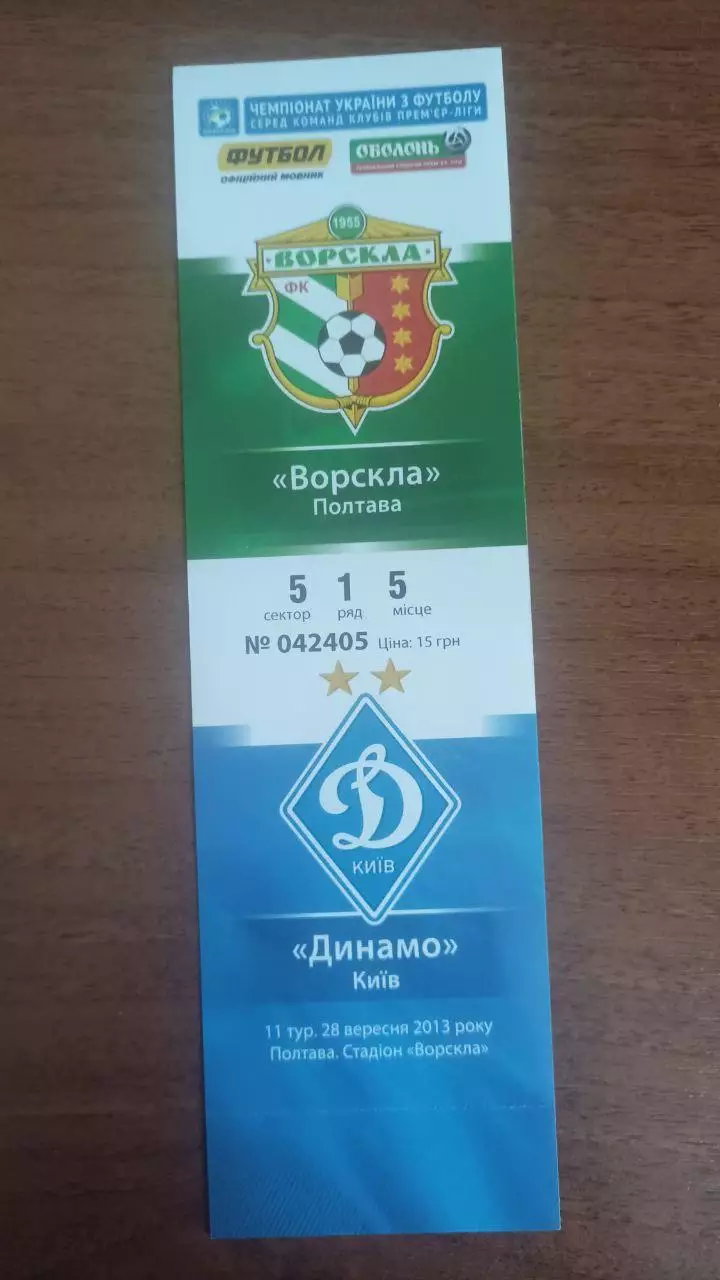 ЧЕМПІОНАТ УКРАЇНИ З ФУТБОЛУ
СЕРЕД КОМАНД КЛУБІВ ПРЕМ'ЄР-ЛІГИ
ФУТБОЛ
ОФІЦІЙНИЙ МОВНИК
ОБОЛОНЬ
1955
ВОРСКЛА
ФК
«Ворскла»
Полтава
5 1 5
сектор ряд місце
№ 042405 Ціна: 15 грн
Д
КИЇВ
«Динамо»
Київ
11 тур. 28 вересня 2013 року
Полтава. Стадіон «Ворскла»